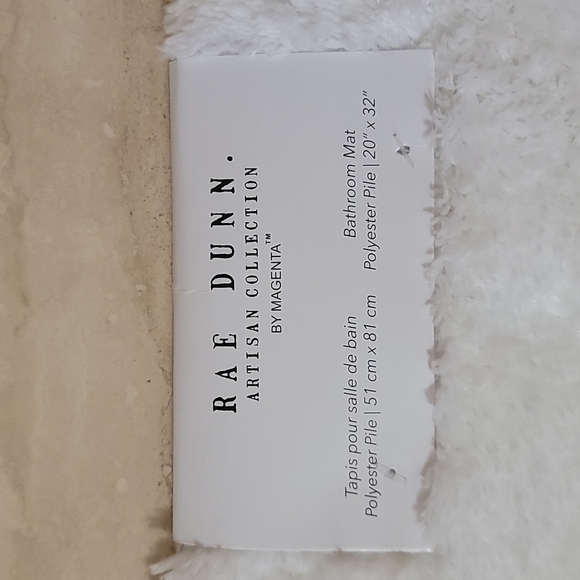 RAE DUNN.
ARTISAN COLLECTION
BY MAGENTA™
Tapis pour salle de bain
Polyester Pile | 51 cm x 81 cm
Bathroom Mat
Polyester Pile | 20" x 32"